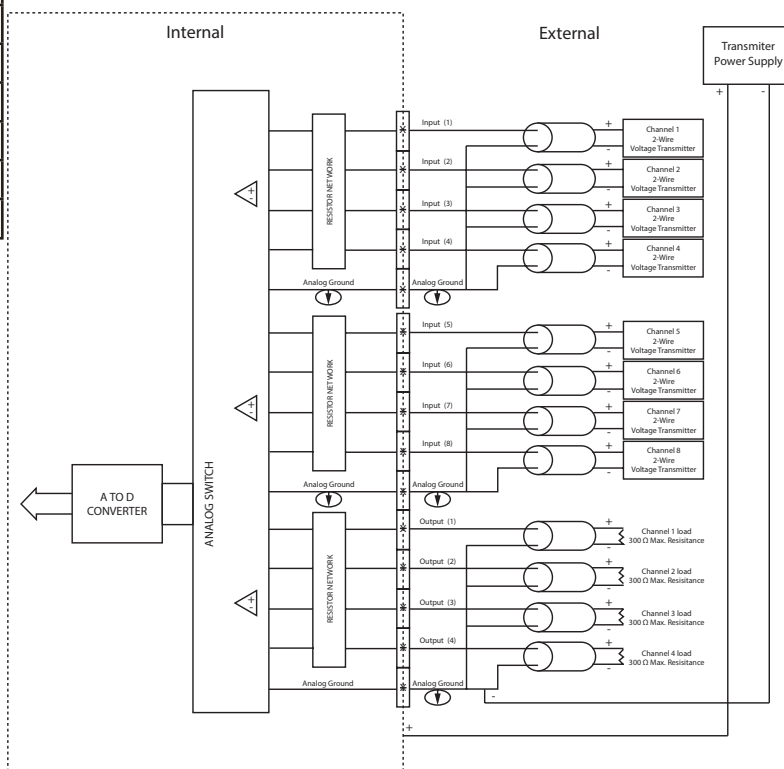 Internal
External
Transmiter
Power Supply
+
-
Input (1)
+
-
Channel 1
2-Wire
Voltage Transmitter
Input (2)
+
-
Channel 2
2-Wire
Voltage Transmitter
Input (3)
+
-
Channel 3
2-Wire
Voltage Transmitter
Input (4)
+
-
Channel 4
2-Wire
Voltage Transmitter
RESISTOR NETWORK
+
-
Analog Ground
Analog Ground
Input (5)
+
-
Channel 5
2-Wire
Voltage Transmitter
Input (6)
+
-
Channel 6
2-Wire
Voltage Transmitter
Input (7)
+
-
Channel 7
2-Wire
Voltage Transmitter
Input (8)
+
-
Channel 8
2-Wire
Voltage Transmitter
RESISTOR NETWORK
+
-
ANALOG SWITCH
A TO D
CONVERTER
Analog Ground
Analog Ground
Output (1)
+
-
Channel 1 load
300 Ω Max. Resisitance
Output (2)
+
-
Channel 2 load
300 Ω Max. Resisitance
Output (3)
+
-
Channel 3 load
300 Ω Max. Resisitance
Output (4)
+
-
Channel 4 load
300 Ω Max. Resisitance
RESISTOR NETWORK
+
-
Analog Ground
Analog Ground
-
+